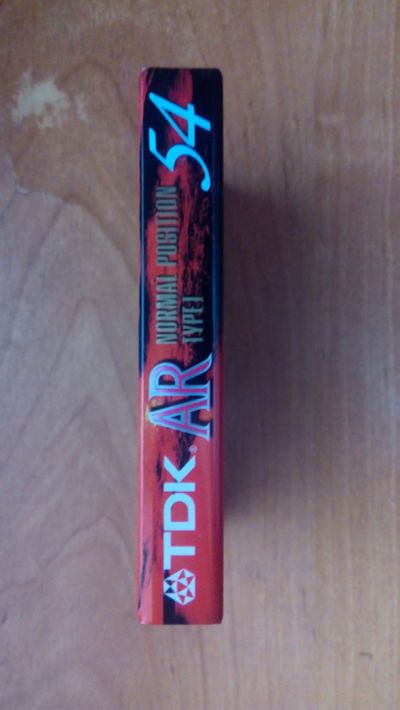 TDK® AR NORMAL POSITION 54
TYPE I